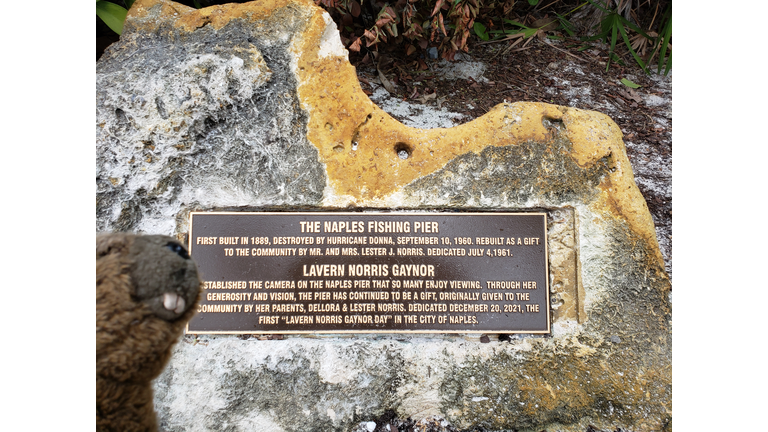 THE NAPLES FISHING PIER
FIRST BUILT IN 1889, DESTROYED BY HURRICANE DONNA, SEPTEMBER 10, 1960. REBUILT AS A GIFT
TO THE COMMUNITY BY MR. AND MRS. LESTER J. NORRIS. DEDICATED JULY 4,1961.
LAVERN NORRIS GAYNOR
ESTABLISHED THE CAMERA ON THE NAPLES PIER THAT SO MANY ENJOY VIEWING. THROUGH HER
GENEROSITY AND VISION, THE PIER HAS CONTINUED TO BE A GIFT, ORIGINALLY GIVEN TO THE
COMMUNITY BY HER PARENTS, DELLORA & LESTER NORRIS. DEDICATED DECEMBER 20, 2021, THE
FIRST "LAVERN NORRIS GAYNOR DAY" IN THE CITY OF NAPLES.